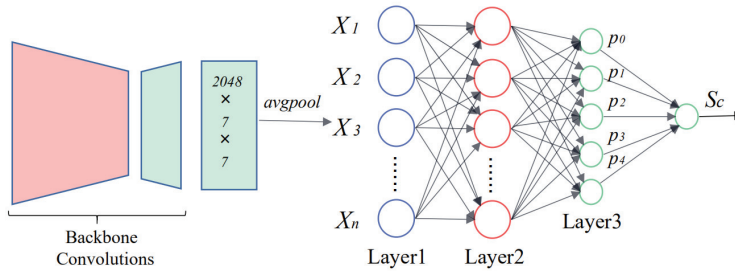 2048
×
7
×
7
avgpool
X1
X2
X3
Xn
p0
p1
p2
p3
p4
Sc
Backbone
Convolutions
Layer1
Layer2
Layer3